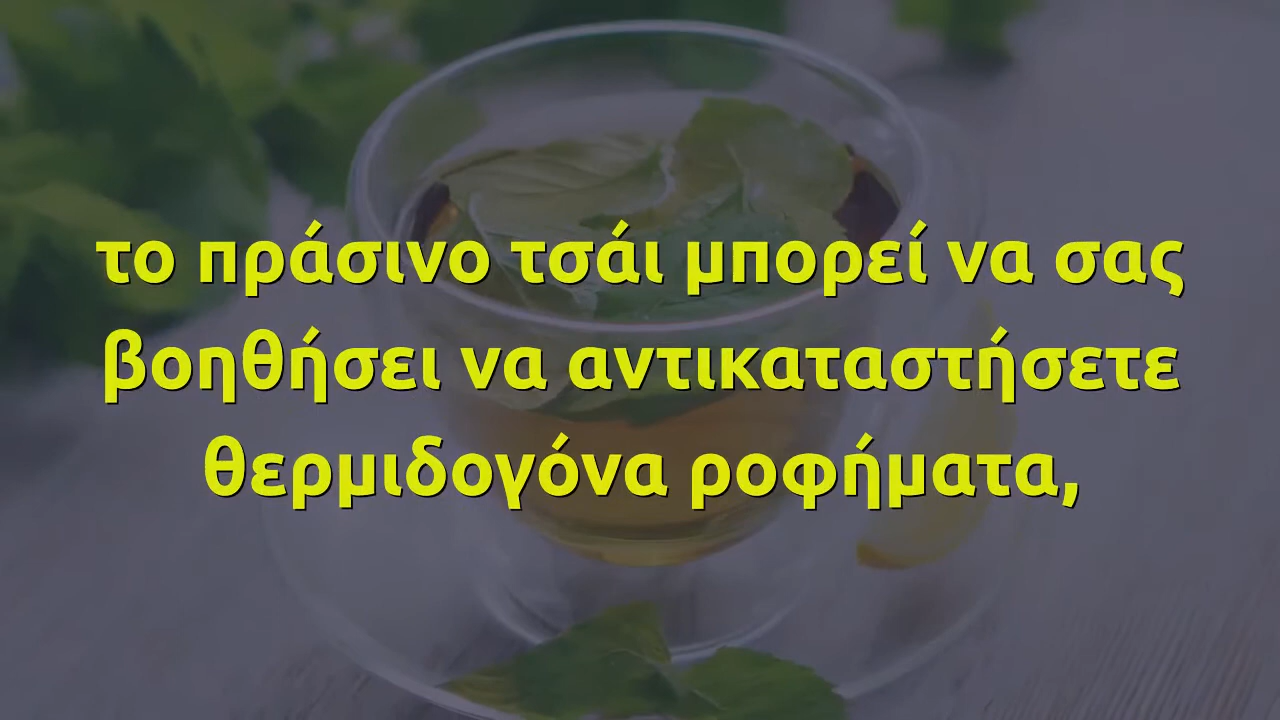 το πράσινο τσάι μπορεί να σας
βοηθήσει να αντικαταστήσετε
θερμιδογόνα ροφήματα,